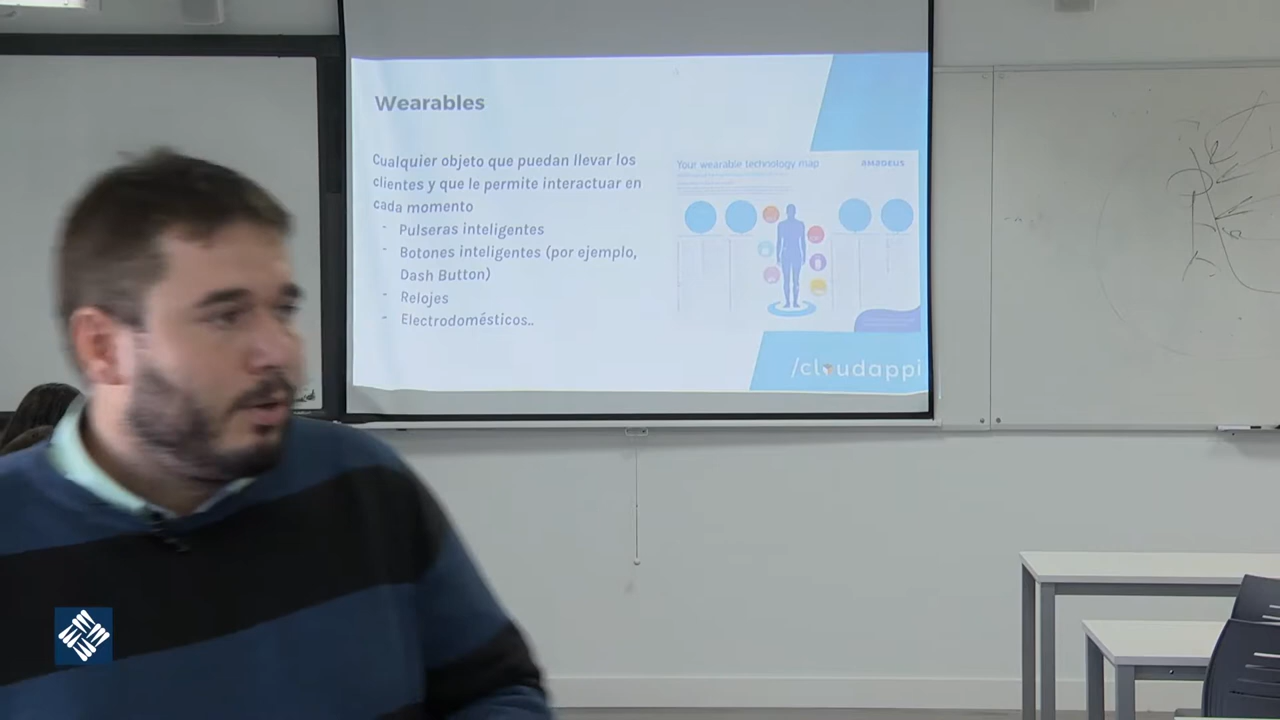 Wearables
Cualquier objeto que puedan llevar los
clientes y que le permite interactuar en
cada momento
- Pulseras inteligentes
- Botones inteligentes (por ejemplo,
Dash Button)
- Relojes
- Electrodomésticos..
Your wearable technology map
AMADEUS
/cloudappi